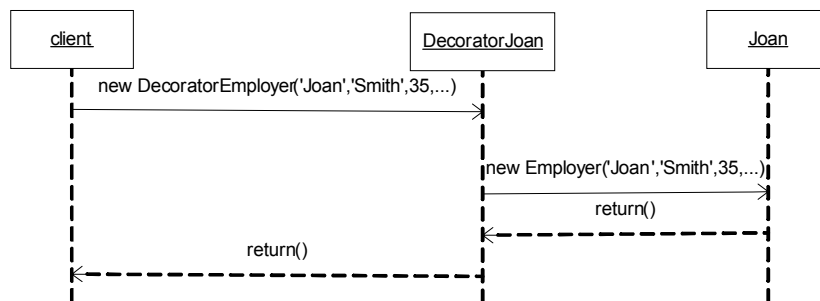 client
DecoratorJoan
Joan
new DecoratorEmployer('Joan','Smith',35,...)
new Employer('Joan','Smith',35,...)
return()
return()